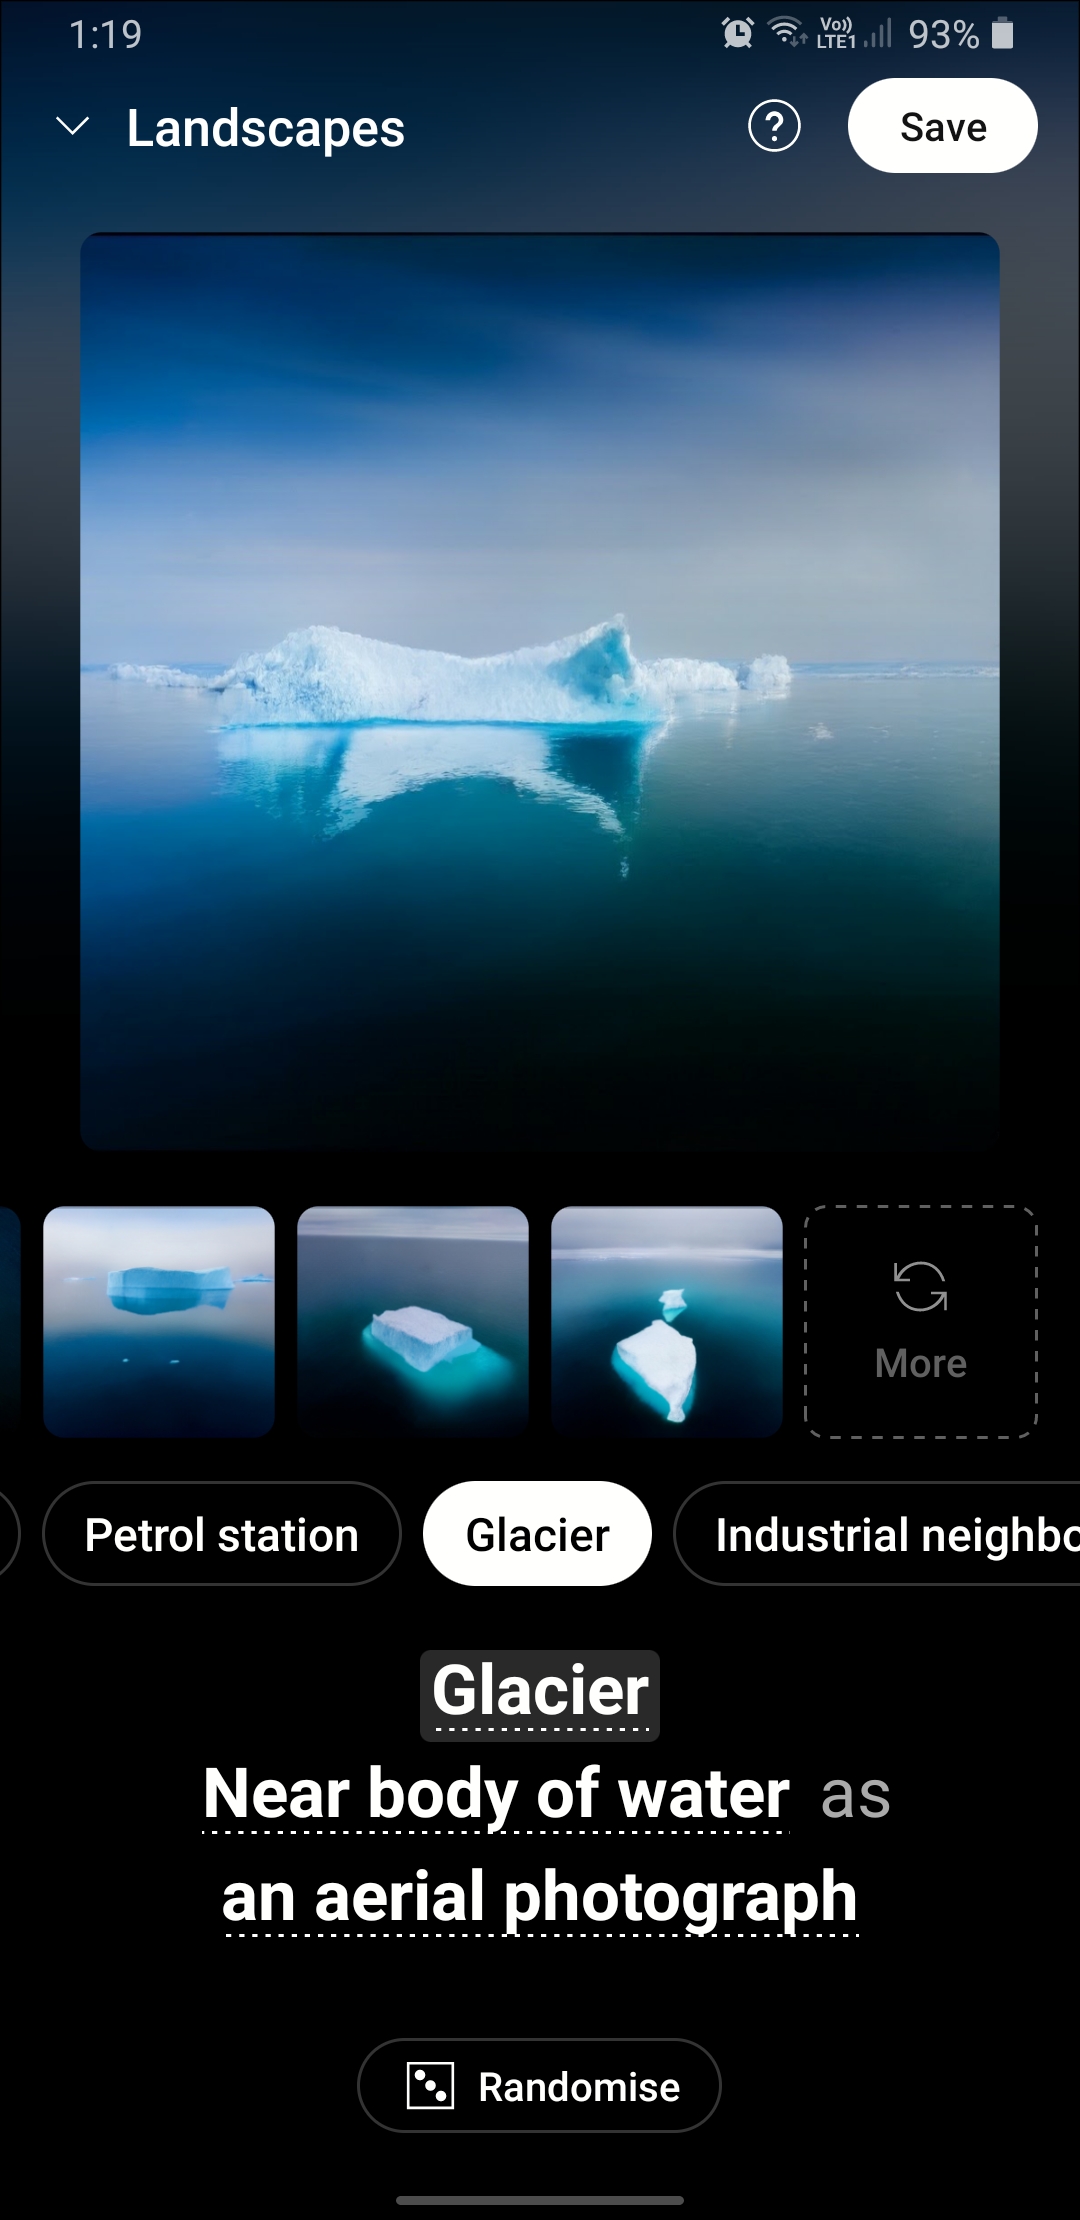 1:19
Vo)) LTE1 93%
Landscapes
? Save
More
Petrol station Glacier Industrial neighbo
Glacier
Near body of water as
an aerial photograph
Randomise